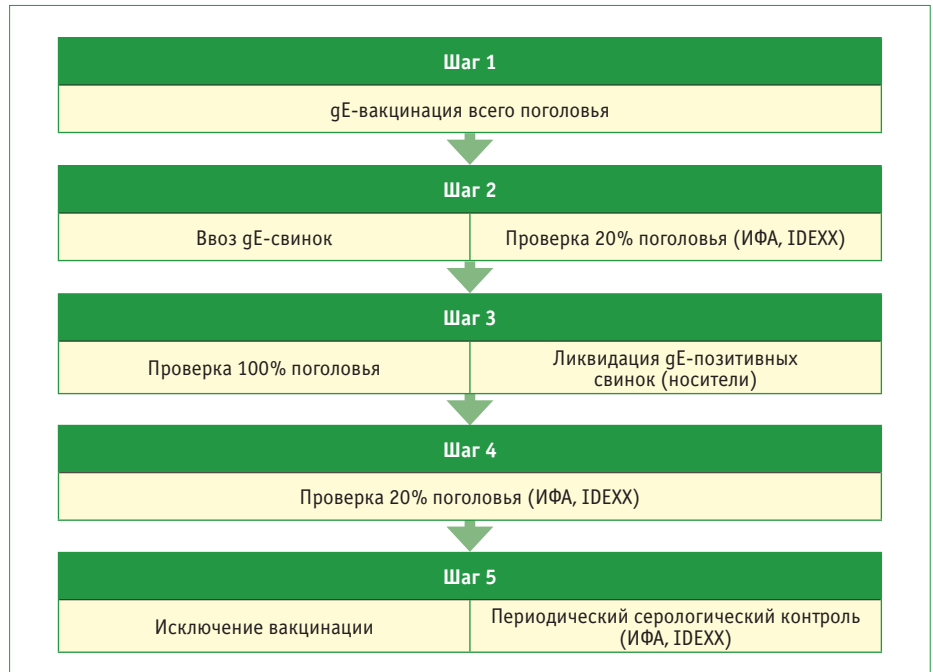 Шаг 1
gE-вакцинация всего поголовья
Шаг 2
Ввоз gE-свинок
Проверка 20% поголовья (ИФА, IDEXX)
Шаг 3
Проверка 100% поголовья
Ликвидация gE-позитивных
свинок (носители)
Шаг 4
Проверка 20% поголовья (ИФА, IDEXX)
Шаг 5
Исключение вакцинации
Периодический серологический контроль
(ИФА, IDEXX)